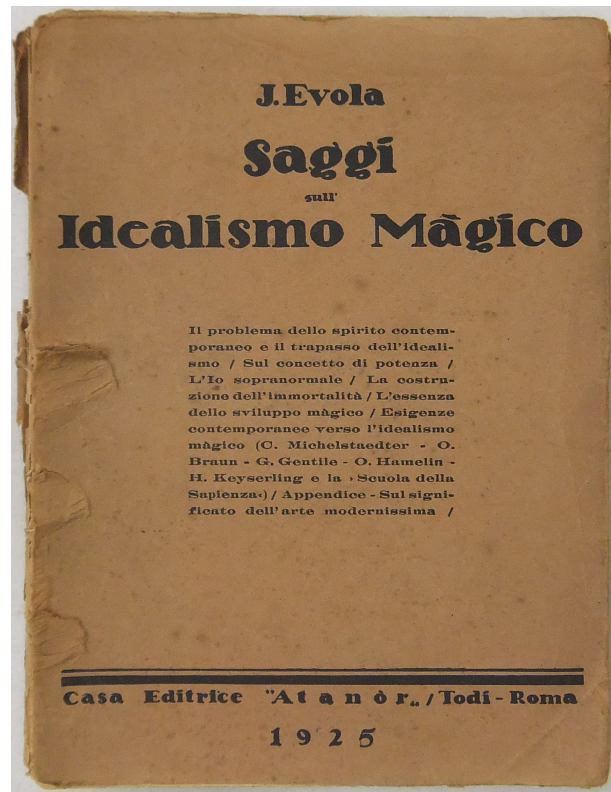 J.Evola
Saggi
sull'
Idealismo Màgico
Il problema dello spirito contem-
poraneo e il trapasso dell'ideali-
smo / Sul concetto di potenza /
L'Io sopranormale / La costru-
zione dell'immortalità / L'essenza
dello sviluppo màgico / Esigenze
contemporanee verso l'idealismo
màgico (C. Michelstaedter - O.
Braun - G. Gentile - O. Hamelin -
H. Keyserling e la ›Scuola della
Sapienza‹) / Appendice - Sul signi-
ficato dell'arte modernissima /
Casa Editrice "Atanòr„ / Todi - Roma
1925